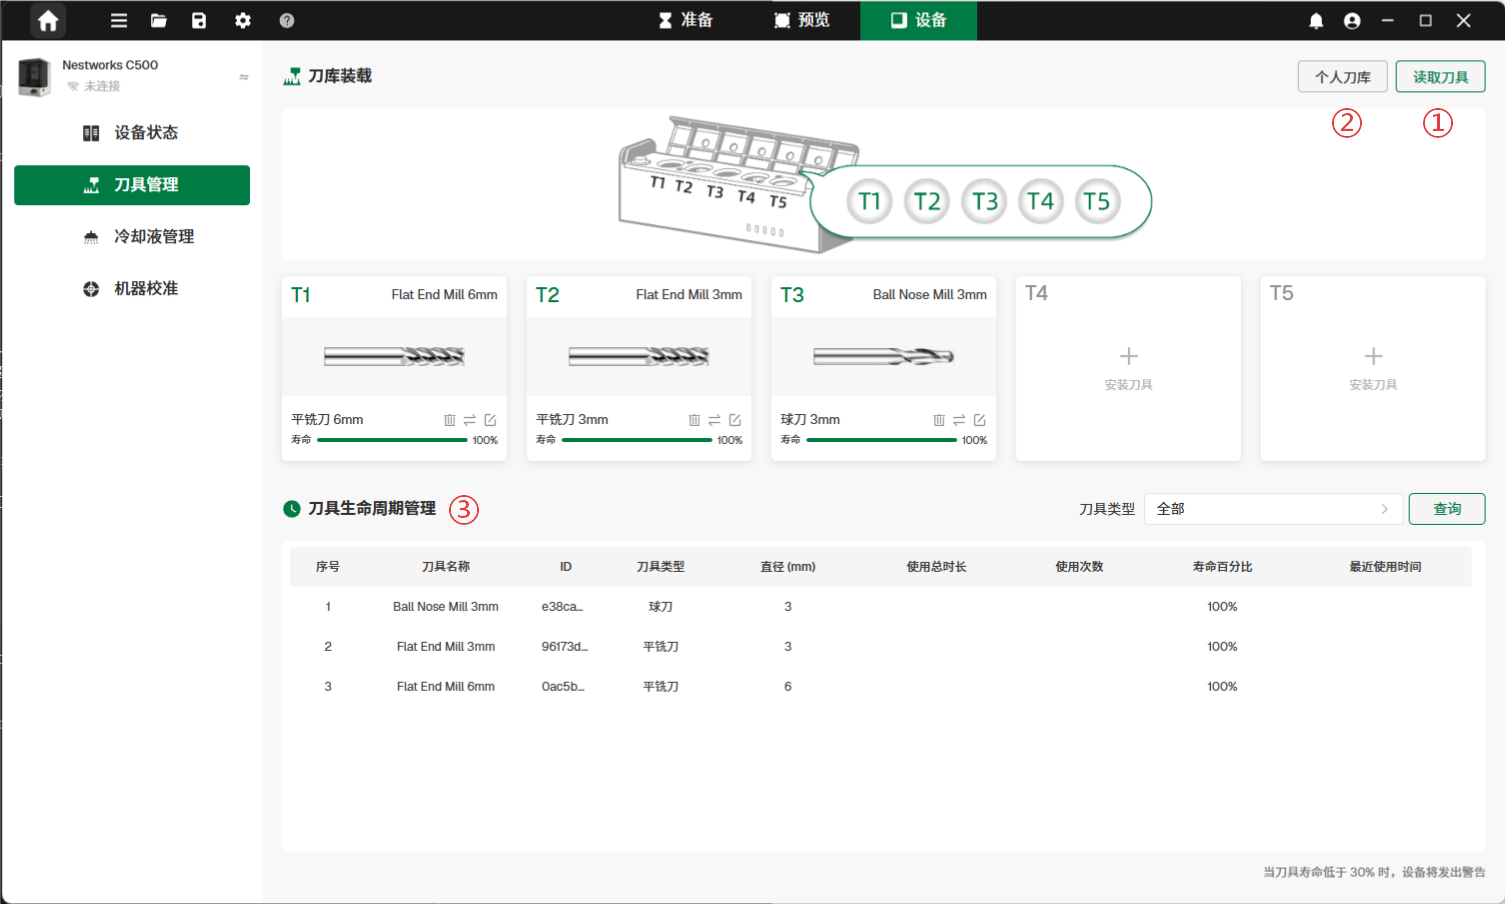 准备
预览
设备
Nestworks C500
未连接
设备状态
刀具管理
冷却液管理
机器校准
刀库装载
个人刀库
读取刀具
②
①
T1 T2 T3 T4 T5
T1 T2 T3 T4 T5
T1 Flat End Mill 6mm
平铣刀 6mm
寿命 100%
T2 Flat End Mill 3mm
平铣刀 3mm
寿命 100%
T3 Ball Nose Mill 3mm
球刀 3mm
寿命 100%
T4
安装刀具
T5
安装刀具
刀具生命周期管理 ③
刀具类型 全部 查询
序号 刀具名称 ID 刀具类型 直径 (mm) 使用总时长 使用次数 寿命百分比 最近使用时间
1 Ball Nose Mill 3mm e38ca... 球刀 3 100%
2 Flat End Mill 3mm 96173d... 平铣刀 3 100%
3 Flat End Mill 6mm 0ac5b... 平铣刀 6 100%
当刀具寿命低于 30% 时，设备将发出警告